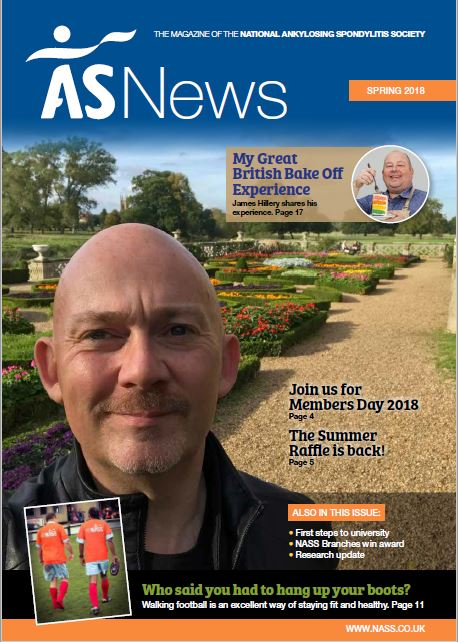 THE MAGAZINE OF THE NATIONAL ANKYLOSING SPONDYLITIS SOCIETY
ASNews
SPRING 2018
My Great
British Bake Off
Experience
James Hillery shares his
experience. Page 17
Join us for
Members Day 2018
Page 4
The Summer
Raffle is back!
Page 5
ALSO IN THIS ISSUE:
• First steps to university
• NASS Branches win award
• Research update
Who said you had to hang up your boots?
Walking football is an excellent way of staying fit and healthy. Page 11
WWW.NASS.CO.UK